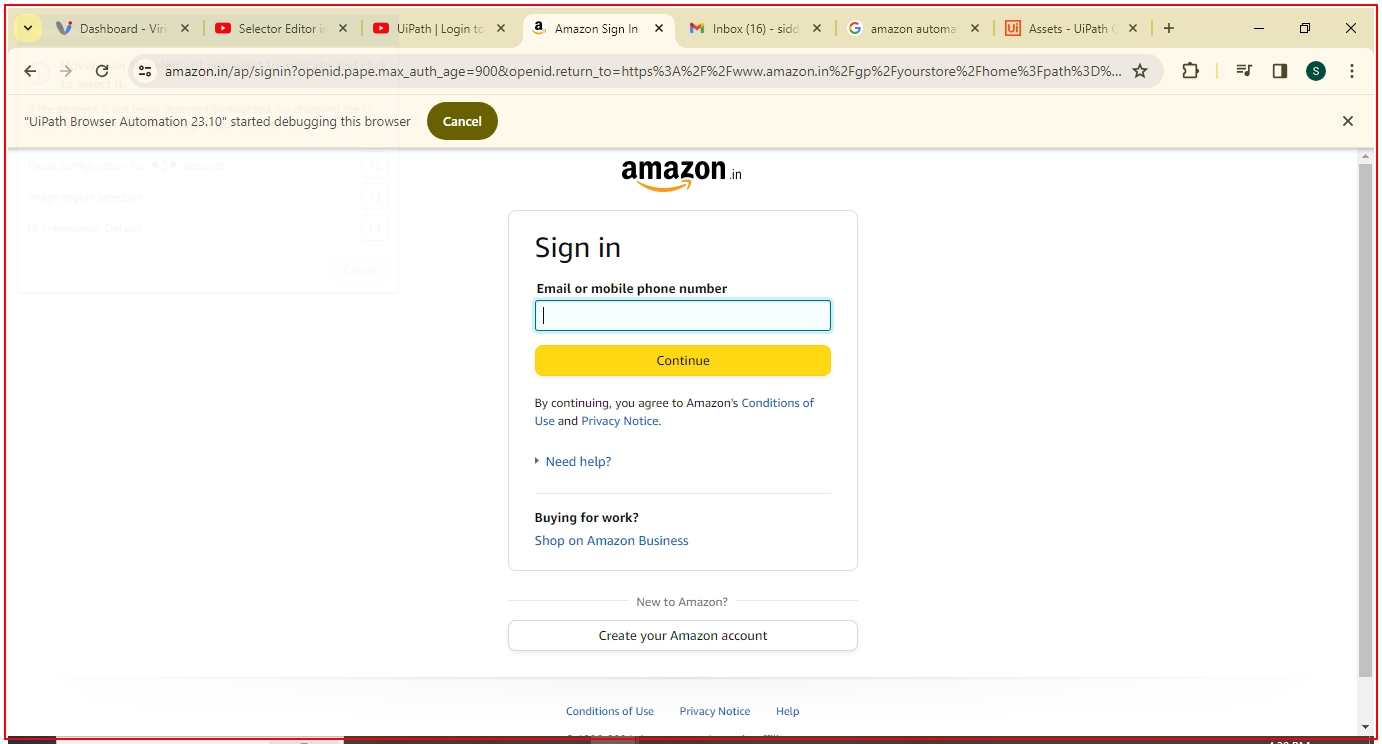 Dashboard - Viri
Selector Editor in
UiPath | Login to
Amazon Sign In
Inbox (16) - sidd
amazon automa
Assets - UiPath
amazon.in/ap/signin?openid.pape.max_auth_age=900&openid.return_to=https%3A%2F%2Fwww.amazon.in%2Fgp%2Fyourstore%2Fhome%3Fpath%3D%...
S
"UiPath Browser Automation 23.10" started debugging this browser
Cancel
Pause configuration for 3 seconds
F2
Image region selection
F3
UI Framework: Default
F4
Cancel
amazon.in
Sign in
Email or mobile phone number
Continue
By continuing, you agree to Amazon's Conditions of
Use and Privacy Notice.
Need help?
Buying for work?
Shop on Amazon Business
New to Amazon?
Create your Amazon account
Conditions of Use
Privacy Notice
Help